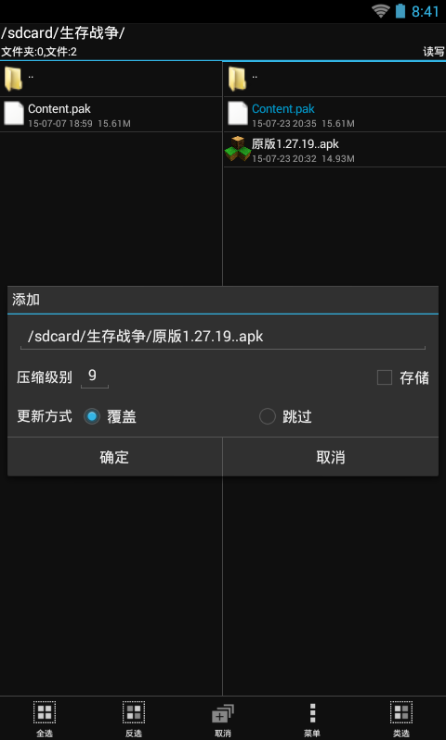 8:41
/sdcard/生存战争/
文件夹:0,文件:2
读写
..
Content.pak
15-07-07 18:59 15.61M
..
Content.pak
15-07-23 20:35 15.61M
原版1.27.19..apk
15-07-23 20:32 14.93M
添加
/sdcard/生存战争/原版1.27.19..apk
压缩级别 9 存储
更新方式 覆盖 跳过
确定 取消
全选 反选 取消 菜单 类选